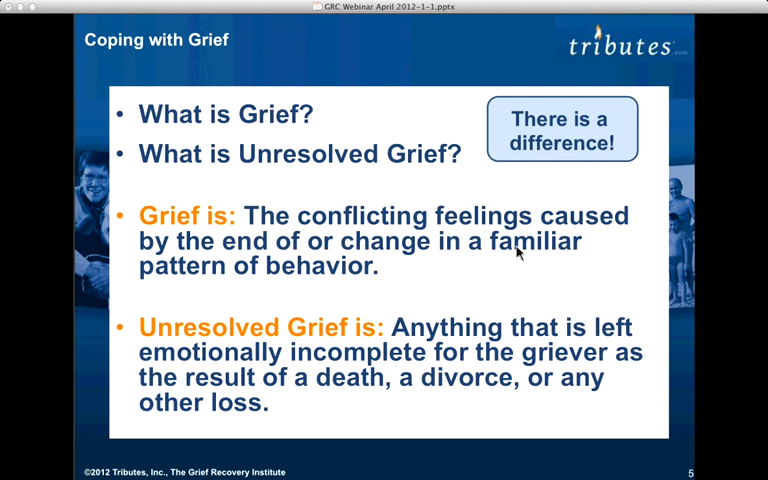 GRC Webinar April 2012-1-1.pptx
Coping with Grief
tributes.com
• What is Grief?
There is a
difference!
• What is Unresolved Grief?
• Grief is: The conflicting feelings caused
by the end of or change in a familiar
pattern of behavior.
• Unresolved Grief is: Anything that is left
emotionally incomplete for the griever as
the result of a death, a divorce, or any
other loss.
©2012 Tributes, Inc., The Grief Recovery Institute
5